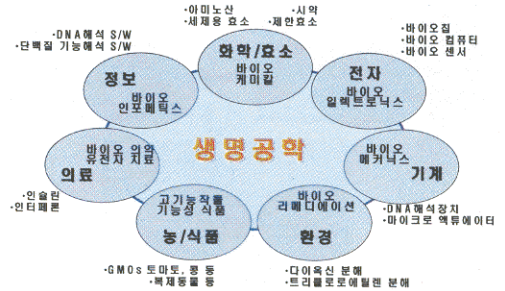 ·아미노산
·시약
·세제용 효소
·제한효소
·DNA해석 S/W
·단백질 기능해석 S/W
·바이오칩
·바이오 컴퓨터
·바이오 센서
화학/효소
바이오
케미칼
정보
바이오
인포메틱스
전자
바이오
일렉트로닉스
생명공학
바이오 의약
유전자 치료
의료
바이오
메커닉스
기계
·인슐린
·인터페론
고기능작물
기능성 식품
농/식품
바이오
리메디에이션
환경
·DNA해석장치
·마이크로 액튜에이터
·GMOs 토마토, 콩 등
·복제동물 등
·다이옥신 분해
·트리클로로에틸렌 분해